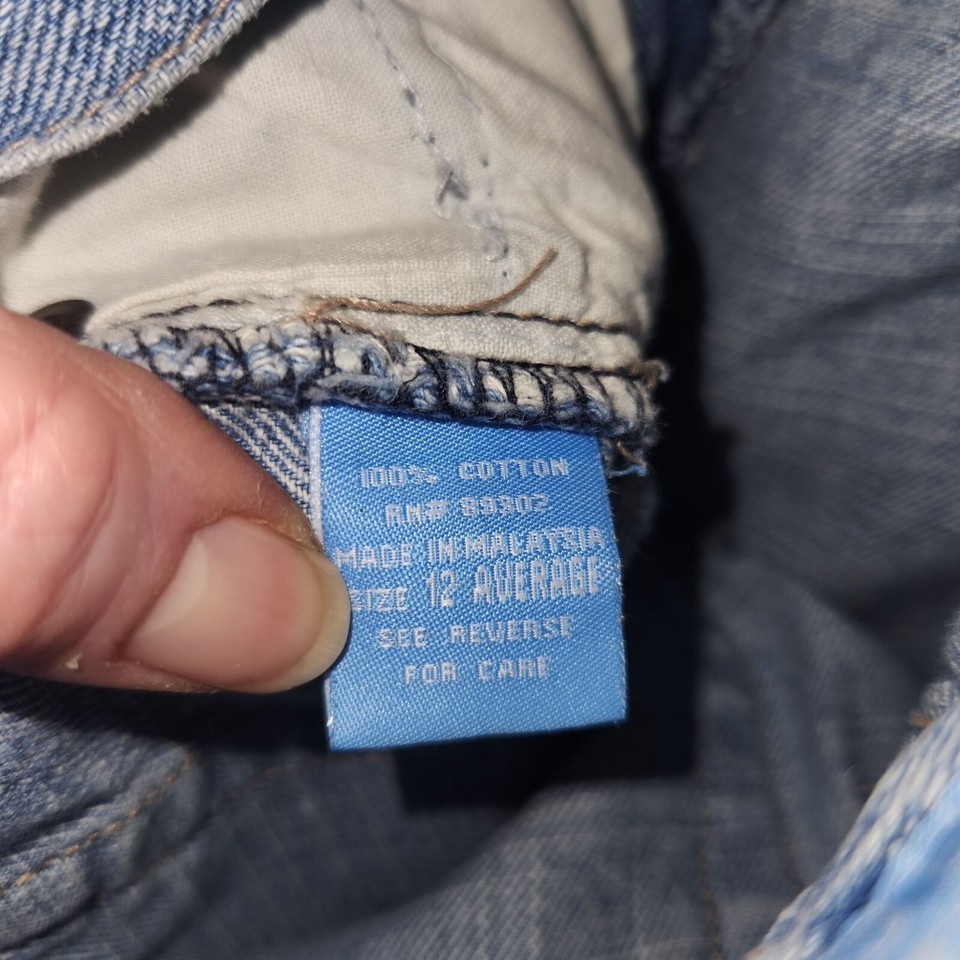 100% COTTON
RN# 89302
MADE IN MALAYSIA
SIZE 12 AVERAGE
SEE REVERSE
FOR CARE